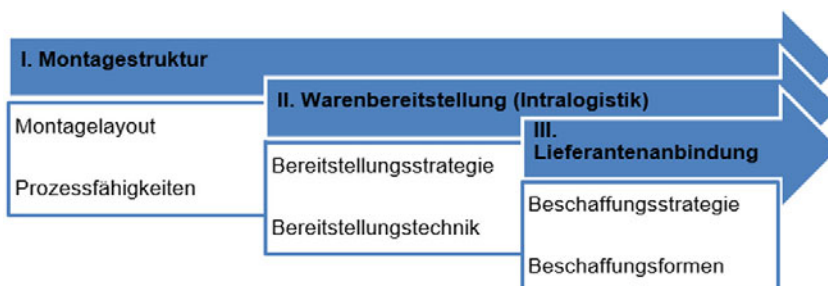 I. Montagestruktur
Montagelayout
Prozessfähigkeiten
II. Warenbereitstellung (Intralogistik)
Bereitstellungsstrategie
Bereitstellungstechnik
III.
Lieferantenanbindung
Beschaffungsstrategie
Beschaffungsformen